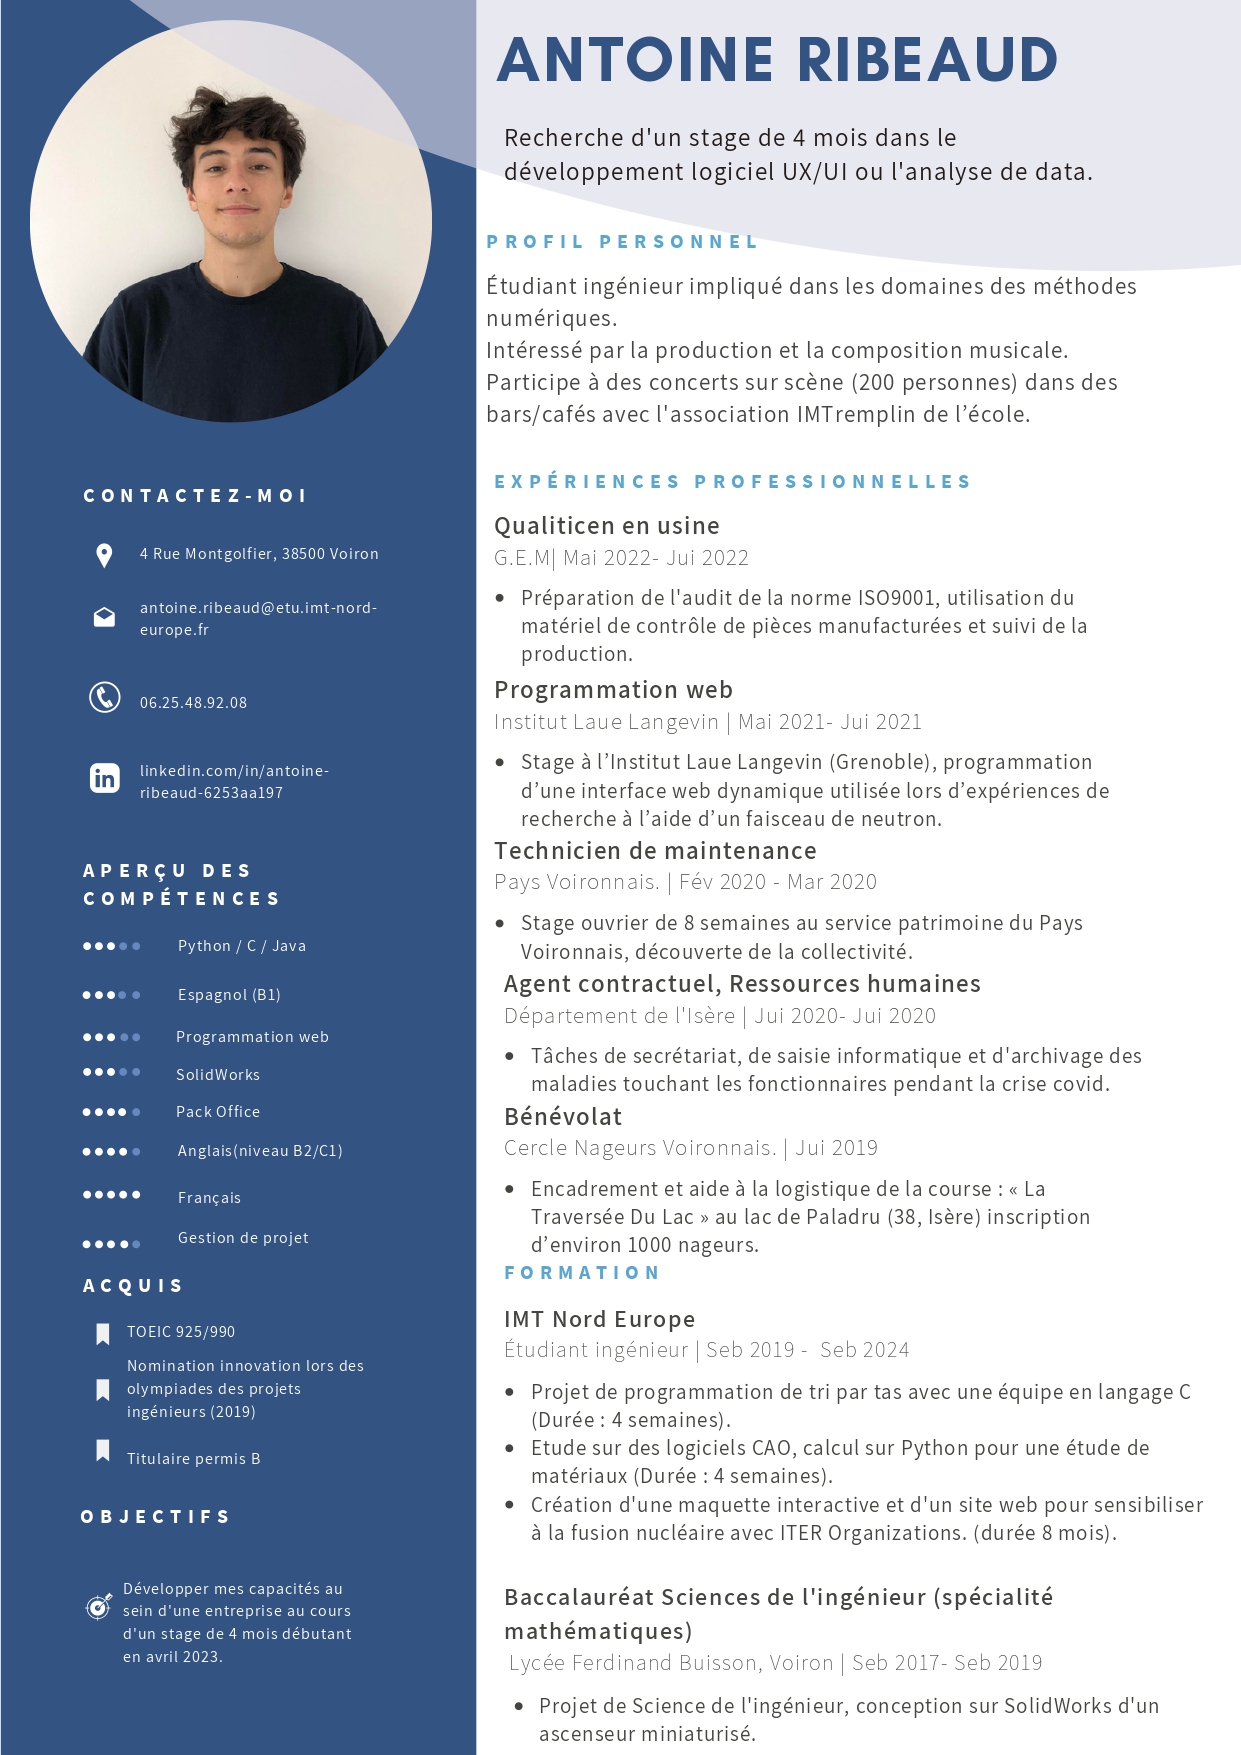 ANTOINE RIBEAUD
Recherche d'un stage de 4 mois dans le
développement logiciel UX/UI ou l'analyse de data.
PROFIL PERSONNEL
Étudiant ingénieur impliqué dans les domaines des méthodes
numériques.
Intéressé par la production et la composition musicale.
Participe à des concerts sur scène (200 personnes) dans des
bars/cafés avec l'association IMTremplin de l’école.
CONTACTEZ-MOI
4 Rue Montgolfier, 38500 Voiron
antoine.ribeaud@etu.imt-nord-
europe.fr
06.25.48.92.08
linkedin.com/in/antoine-
ribeaud-6253aa197
APERÇU DES
COMPÉTENCES
Python / C / Java
Espagnol (B1)
Programmation web
SolidWorks
Pack Office
Anglais(niveau B2/C1)
Français
Gestion de projet
ACQUIS
TOEIC 925/990
Nomination innovation lors des
olympiades des projets
ingénieurs (2019)
Titulaire permis B
OBJECTIFS
Développer mes capacités au
sein d'une entreprise au cours
d'un stage de 4 mois débutant
en avril 2023.
EXPÉRIENCES PROFESSIONNELLES
Qualiticen en usine
G.E.M| Mai 2022- Jui 2022
• Préparation de l'audit de la norme ISO9001, utilisation du
matériel de contrôle de pièces manufacturées et suivi de la
production.
Programmation web
Institut Laue Langevin | Mai 2021- Jui 2021
• Stage à l’Institut Laue Langevin (Grenoble), programmation
d’une interface web dynamique utilisée lors d’expériences de
recherche à l’aide d’un faisceau de neutron.
Technicien de maintenance
Pays Voironnais. | Fév 2020 - Mar 2020
• Stage ouvrier de 8 semaines au service patrimoine du Pays
Voironnais, découverte de la collectivité.
Agent contractuel, Ressources humaines
Département de l'Isère | Jui 2020- Jui 2020
• Tâches de secrétariat, de saisie informatique et d'archivage des
maladies touchant les fonctionnaires pendant la crise covid.
Bénévolat
Cercle Nageurs Voironnais. | Jui 2019
• Encadrement et aide à la logistique de la course : « La
Traversée Du Lac » au lac de Paladru (38, Isère) inscription
d’environ 1000 nageurs.
FORMATION
IMT Nord Europe
Étudiant ingénieur | Seb 2019 - Seb 2024
• Projet de programmation de tri par tas avec une équipe en langage C
(Durée : 4 semaines).
• Etude sur des logiciels CAO, calcul sur Python pour une étude de
matériaux (Durée : 4 semaines).
• Création d'une maquette interactive et d'un site web pour sensibiliser
à la fusion nucléaire avec ITER Organizations. (durée 8 mois).
Baccalauréat Sciences de l'ingénieur (spécialité
mathématiques)
Lycée Ferdinand Buisson, Voiron | Seb 2017- Seb 2019
• Projet de Science de l'ingénieur, conception sur SolidWorks d'un
ascenseur miniaturisé.